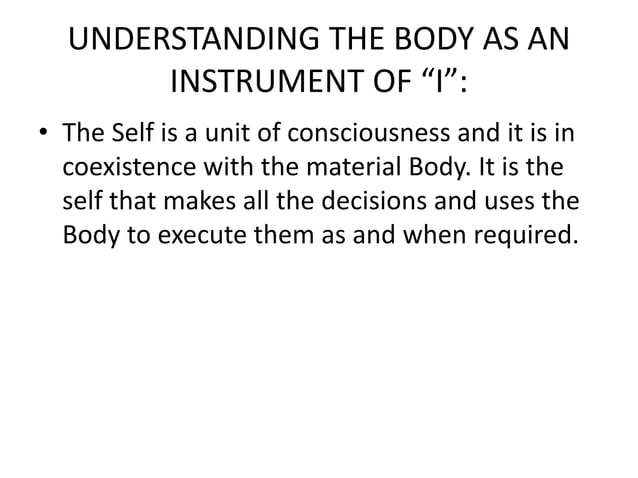 UNDERSTANDING THE BODY AS AN
INSTRUMENT OF “I”:
• The Self is a unit of consciousness and it is in
coexistence with the material Body. It is the
self that makes all the decisions and uses the
Body to execute them as and when required.